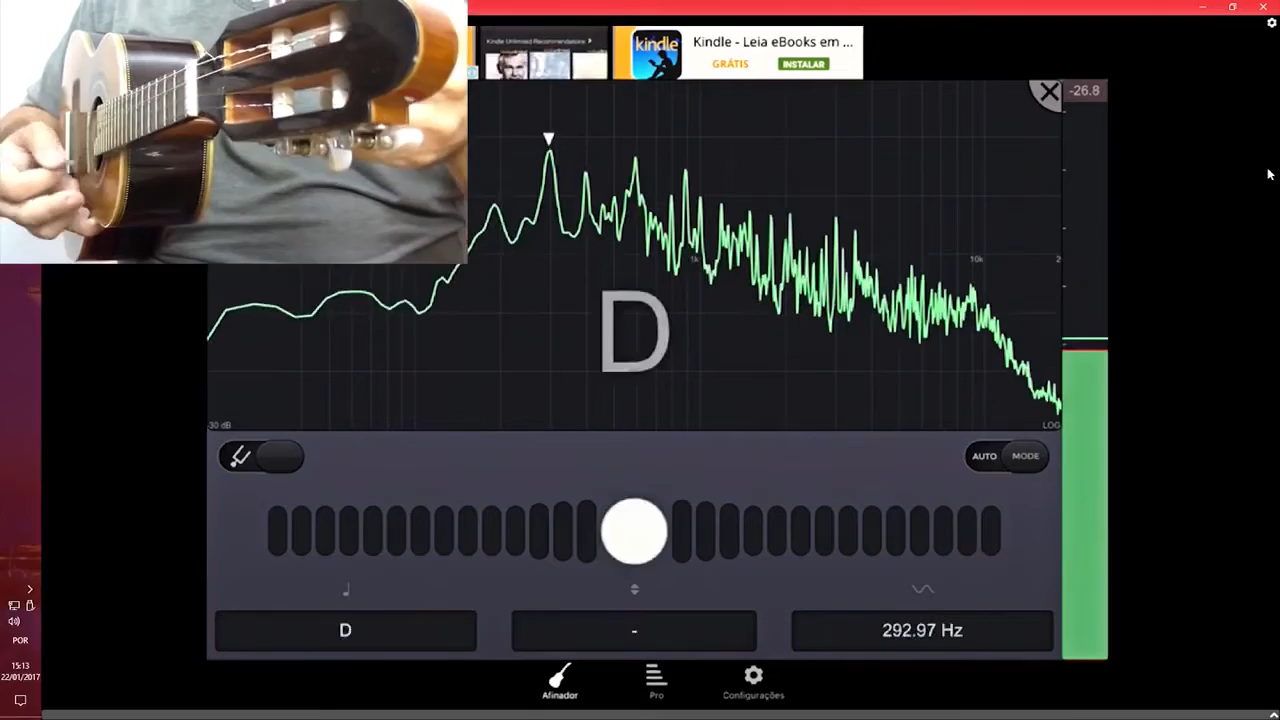 Kindle Unlimited Recommendations >
kindle
Kindle - Leia eBooks em ...
GRÁTIS
INSTALAR
-26.8
1k
10k
2
D
-30 dB
LOG
AUTO
MODE
D
-
292.97 Hz
Afinador
Pro
Configurações
POR
15:13
22/01/2017